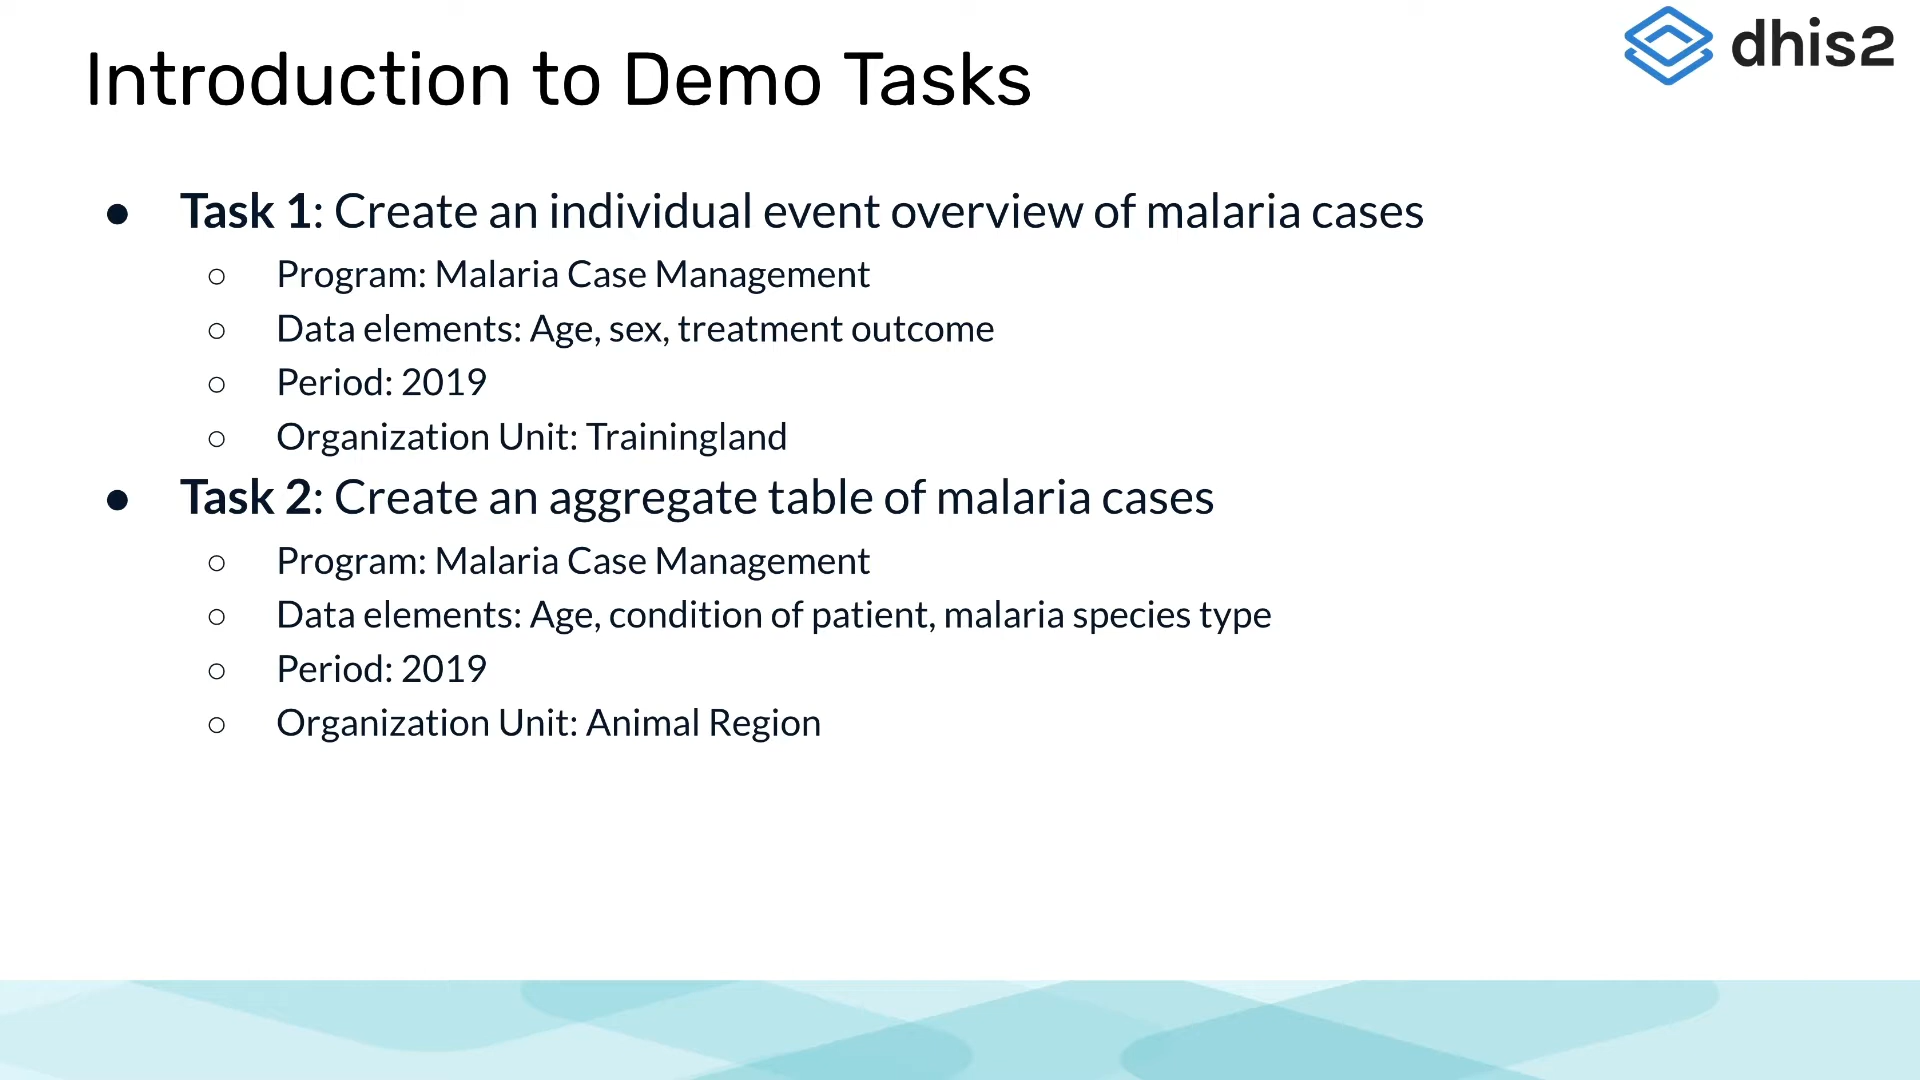 dhis2
Introduction to Demo Tasks
● Task 1: Create an individual event overview of malaria cases
○ Program: Malaria Case Management
○ Data elements: Age, sex, treatment outcome
○ Period: 2019
○ Organization Unit: Trainingland
● Task 2: Create an aggregate table of malaria cases
○ Program: Malaria Case Management
○ Data elements: Age, condition of patient, malaria species type
○ Period: 2019
○ Organization Unit: Animal Region